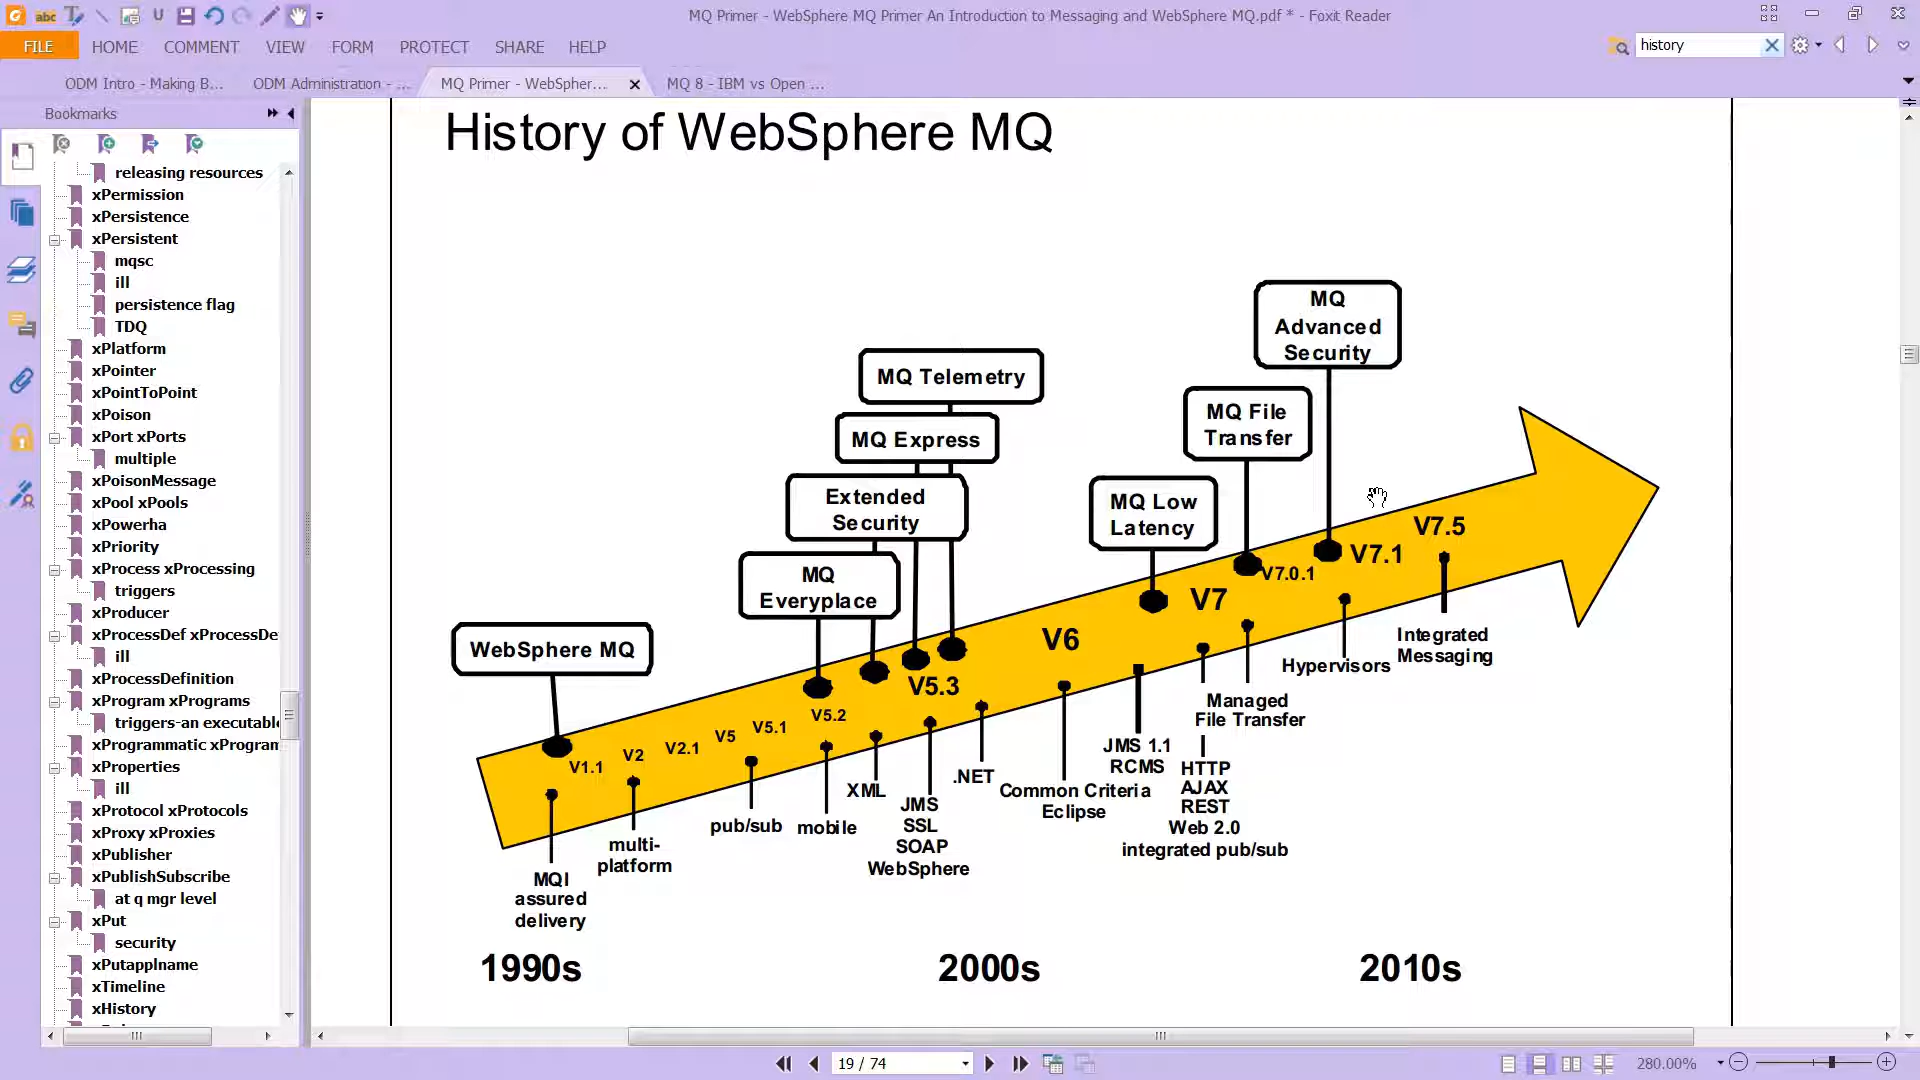 MQ Primer - WebSphere MQ Primer An Introduction to Messaging and WebSphere MQ.pdf * - Foxit Reader
FILE HOME COMMENT VIEW FORM PROTECT SHARE HELP
history
ODM Intro - Making B...
ODM Administration - ...
MQ Primer - WebSpher...
MQ 8 - IBM vs Open ...
Bookmarks
releasing resources
xPermission
xPersistence
xPersistent
mqsc
ill
persistence flag
TDQ
xPlatform
xPointer
xPointToPoint
xPoison
xPort xPorts
multiple
xPoisonMessage
xPool xPools
xPowerha
xPriority
xProcess xProcessing
triggers
xProducer
xProcessDef xProcessDe
ill
xProcessDefinition
xProgram xPrograms
triggers-an executabl
xProgrammatic xProgram
xProperties
ill
xProtocol xProtocols
xProxy xProxies
xPublisher
xPublishSubscribe
at q mgr level
xPut
security
xPutapplname
xTimeline
xHistory
History of WebSphere MQ
MQ
Advanced
Security
MQ Telemetry
MQ File
Transfer
MQ Express
Extended
Security
MQ Low
Latency
MQ
Everyplace
WebSphere MQ
V1.1
V2
V2.1
V5
V5.1
V5.2
V5.3
V6
V7
V7.0.1
V7.1
V7.5
MQI
assured
delivery
multi-
platform
pub/sub
mobile
XML
JMS
SSL
SOAP
WebSphere
.NET
Common Criteria
Eclipse
JMS 1.1
RCMS
HTTP
AJAX
REST
Web 2.0
integrated pub/sub
Managed
File Transfer
Hypervisors
Integrated
Messaging
1990s
2000s
2010s
19 / 74
280.00%